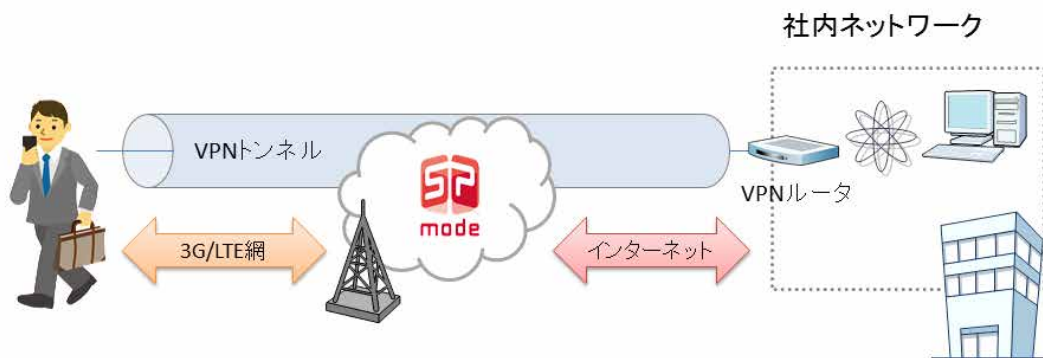 社内ネットワーク
VPNトンネル
sp
mode
VPNルータ
3G/LTE網
インターネット